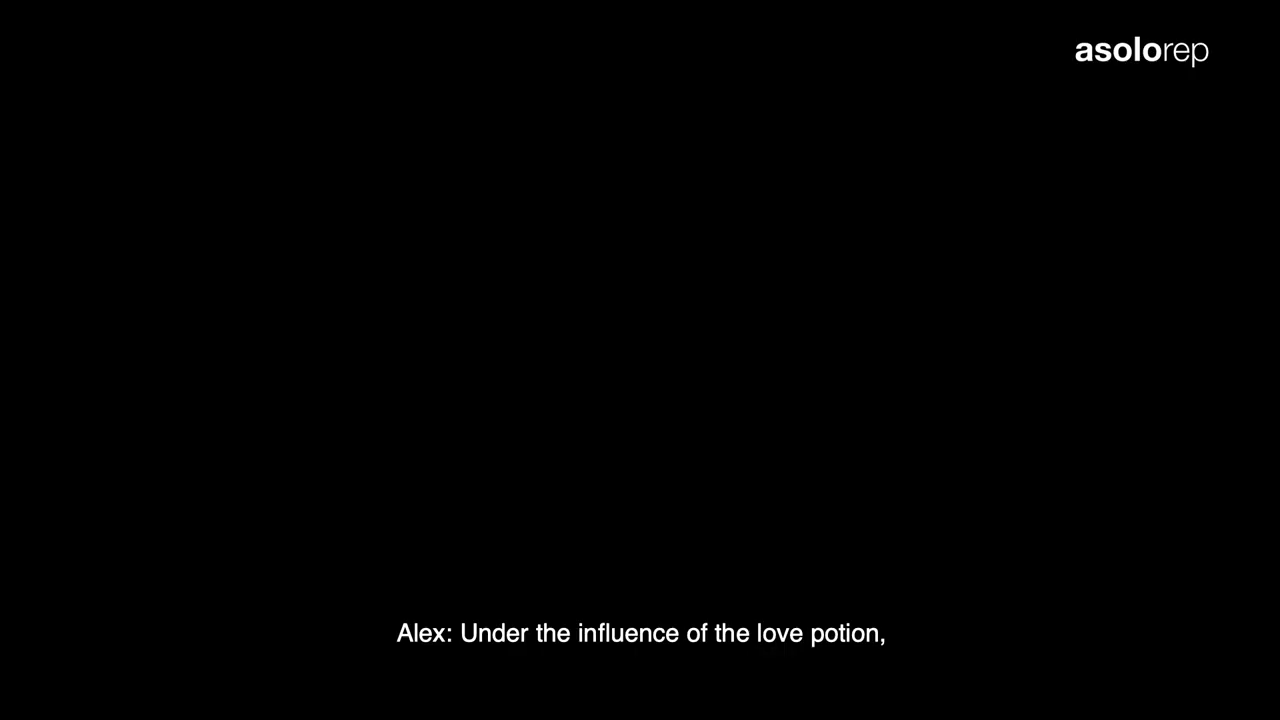 asolorep
Alex: Under the influence of the love potion,